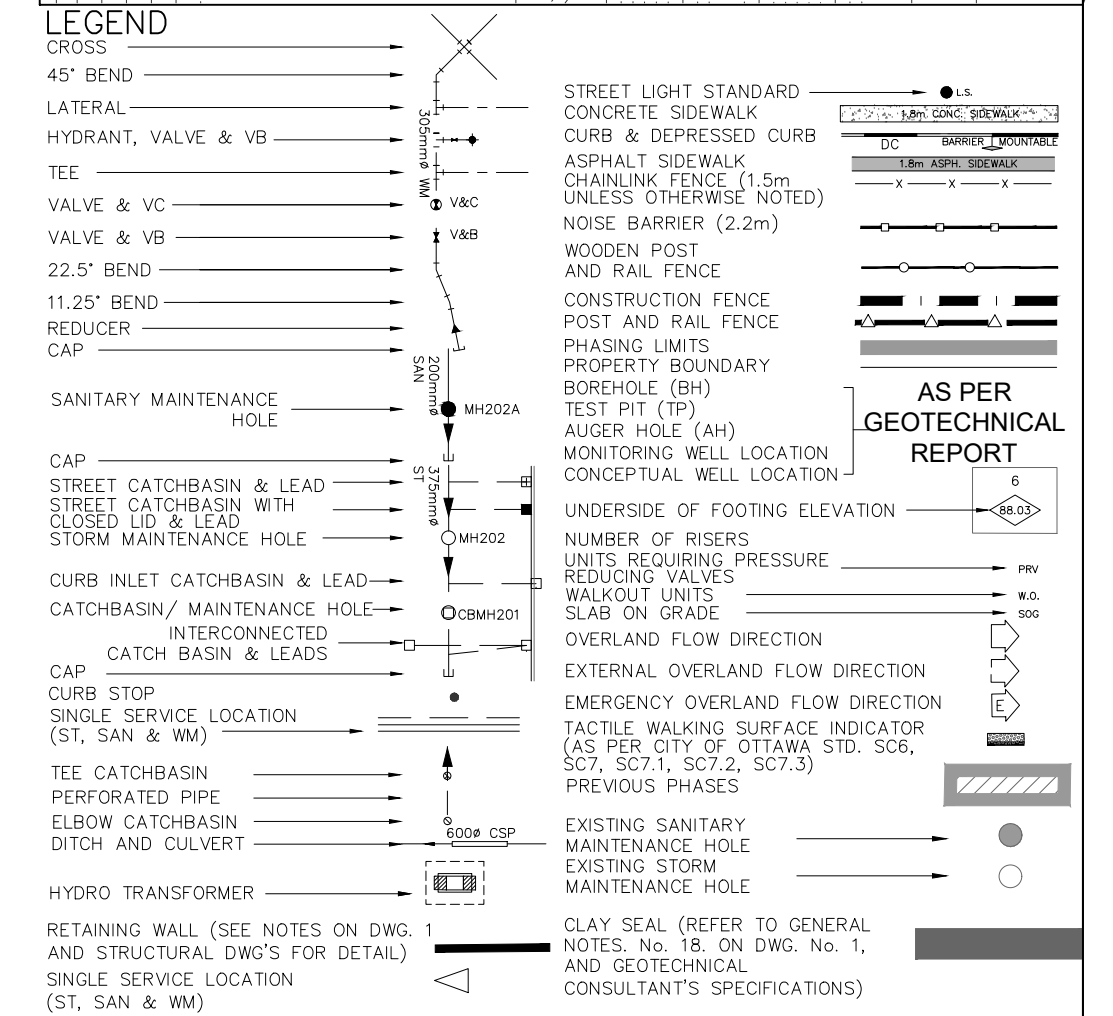 LEGEND
CROSS
45° BEND
LATERAL
HYDRANT, VALVE & VB
TEE
VALVE & VC
VALVE & VB
22.5° BEND
11.25° BEND
REDUCER
CAP
SANITARY MAINTENANCE
HOLE
CAP
STREET CATCHBASIN & LEAD
STREET CATCHBASIN WITH
CLOSED LID & LEAD
STORM MAINTENANCE HOLE
CURB INLET CATCHBASIN & LEAD
CATCHBASIN/ MAINTENANCE HOLE
INTERCONNECTED
CATCH BASIN & LEADS
CAP
CURB STOP
SINGLE SERVICE LOCATION
(ST, SAN & WM)
TEE CATCHBASIN
PERFORATED PIPE
ELBOW CATCHBASIN
DITCH AND CULVERT
HYDRO TRANSFORMER
RETAINING WALL (SEE NOTES ON DWG. 1
AND STRUCTURAL DWG'S FOR DETAIL)
SINGLE SERVICE LOCATION
(ST, SAN & WM)
305mmø WM
V&C
V&B
200mmø
SAN
MH202A
375mmø
ST
MH202
CBMH201
600ø CSP
STREET LIGHT STANDARD
L.S.
CONCRETE SIDEWALK
1.8m CONC. SIDEWALK
CURB & DEPRESSED CURB
DC
BARRIER
MOUNTABLE
ASPHALT SIDEWALK
1.8m ASPH. SIDEWALK
CHAINLINK FENCE (1.5m
UNLESS OTHERWISE NOTED)
X X X
NOISE BARRIER (2.2m)
WOODEN POST
AND RAIL FENCE
CONSTRUCTION FENCE
POST AND RAIL FENCE
PHASING LIMITS
PROPERTY BOUNDARY
BOREHOLE (BH)
TEST PIT (TP)
AUGER HOLE (AH)
MONITORING WELL LOCATION
CONCEPTUAL WELL LOCATION
AS PER
GEOTECHNICAL
REPORT
UNDERSIDE OF FOOTING ELEVATION
6
88.03
NUMBER OF RISERS
UNITS REQUIRING PRESSURE
REDUCING VALVES
PRV
WALKOUT UNITS
W.O.
SLAB ON GRADE
SOG
OVERLAND FLOW DIRECTION
EXTERNAL OVERLAND FLOW DIRECTION
EMERGENCY OVERLAND FLOW DIRECTION
E
TACTILE WALKING SURFACE INDICATOR
(AS PER CITY OF OTTAWA STD. SC6,
SC7, SC7.1, SC7.2, SC7.3)
PREVIOUS PHASES
EXISTING SANITARY
MAINTENANCE HOLE
EXISTING STORM
MAINTENANCE HOLE
CLAY SEAL (REFER TO GENERAL
NOTES. No. 18. ON DWG. No. 1,
AND GEOTECHNICAL
CONSULTANT'S SPECIFICATIONS)